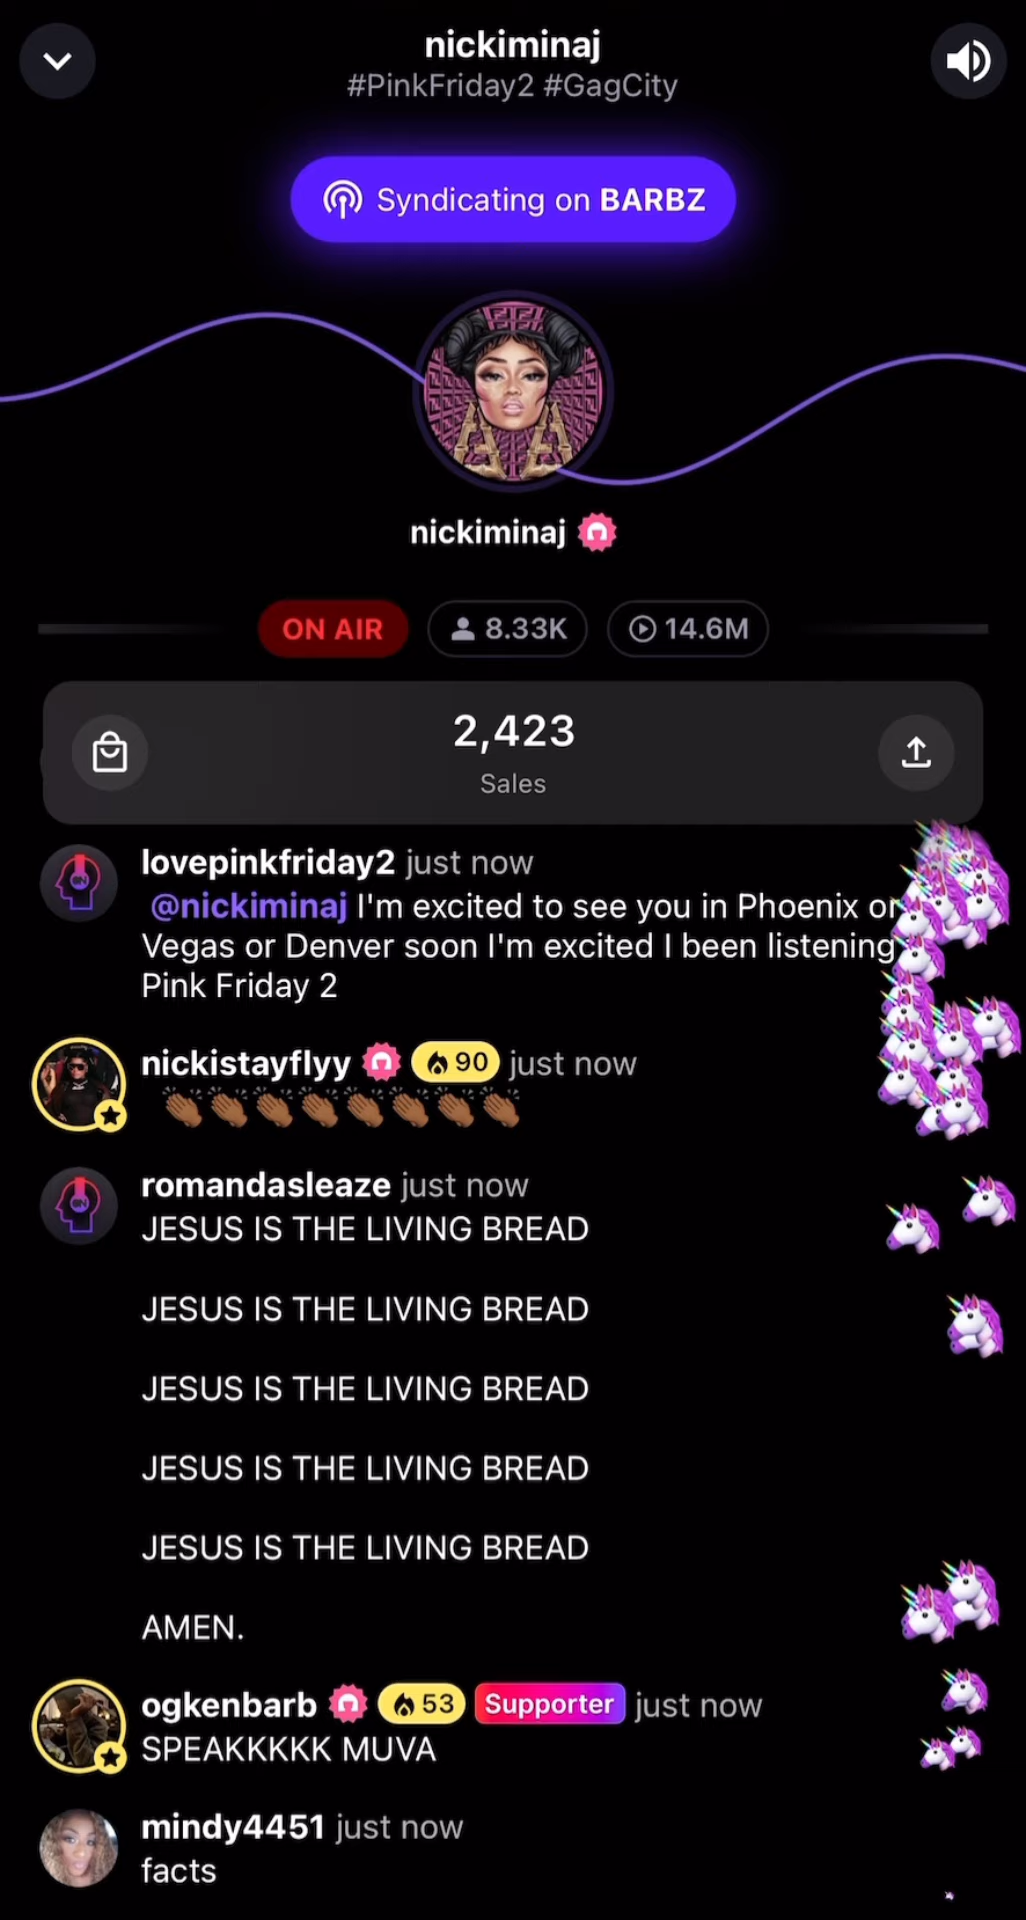 nickiminaj
#PinkFriday2 #GagCity
Syndicating on BARBZ
nickiminaj
ON AIR
8.33K
14.6M
2,423
Sales
lovepinkfriday2 just now
@nickiminaj I'm excited to see you in Phoenix or
Vegas or Denver soon I'm excited I been listening
Pink Friday 2
nickistayflyy 90 just now
👏🏾👏🏾👏🏾👏🏾👏🏾👏🏾👏🏾👏🏾
romandasleaze just now
JESUS IS THE LIVING BREAD
JESUS IS THE LIVING BREAD
JESUS IS THE LIVING BREAD
JESUS IS THE LIVING BREAD
JESUS IS THE LIVING BREAD
AMEN.
ogkenbarb 53 Supporter just now
SPEAKKKKK MUVA
mindy4451 just now
facts